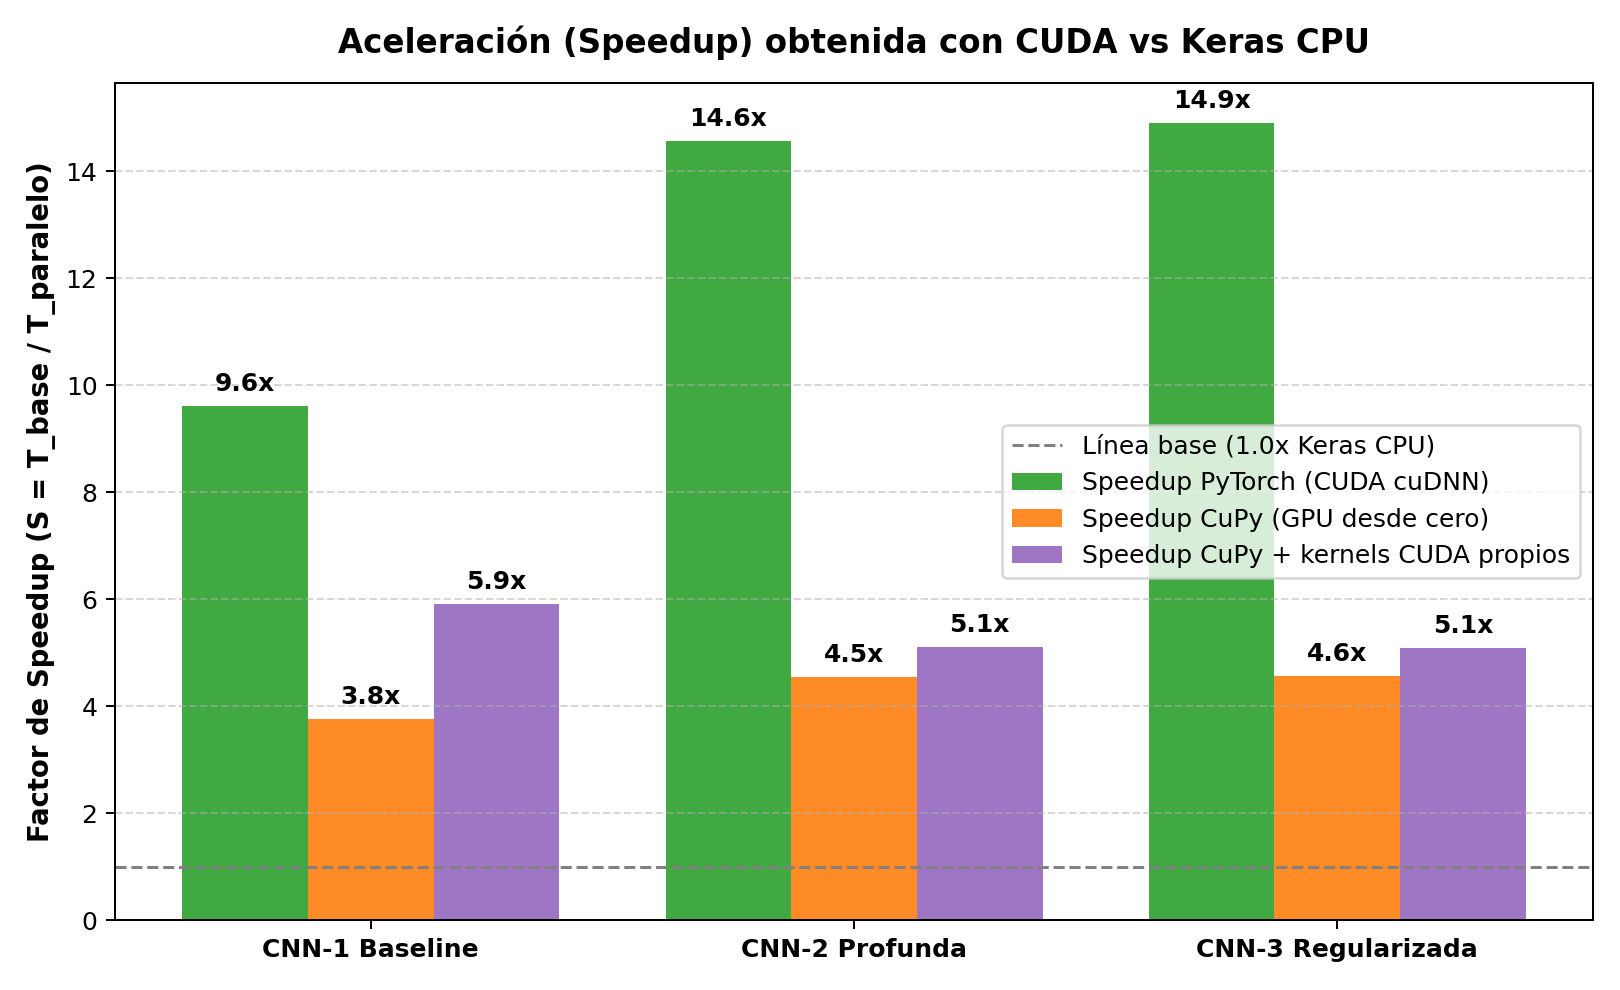 Aceleración (Speedup) obtenida con CUDA vs Keras CPU
Factor de Speedup (S = T_base / T_paralelo)
14
12
10
8
6
4
2
0
9.6x
3.8x
5.9x
14.6x
4.5x
5.1x
14.9x
4.6x
5.1x
Línea base (1.0x Keras CPU)
Speedup PyTorch (CUDA cuDNN)
Speedup CuPy (GPU desde cero)
Speedup CuPy + kernels CUDA propios
CNN-1 Baseline
CNN-2 Profunda
CNN-3 Regularizada